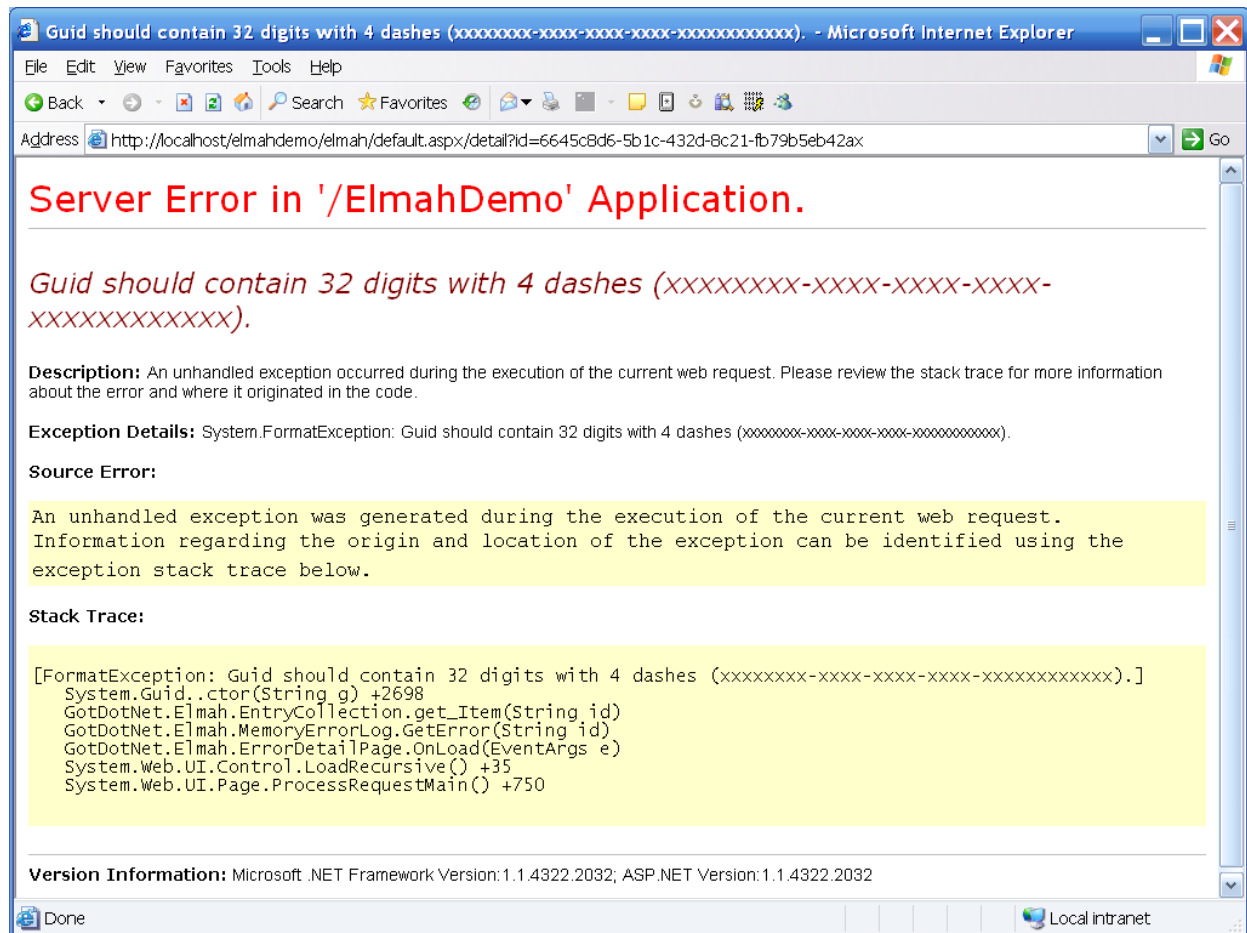 Guid should contain 32 digits with 4 dashes (xxxxxxxx-xxxx-xxxx-xxxx-xxxxxxxxxxxx). - Microsoft Internet Explorer
File Edit View Favorites Tools Help
Back Search Favorites
Address http://localhost/elmahdemo/elmah/default.aspx/detail?id=6645c8d6-5b1c-432d-8c21-fb79b5eb42ax Go
Server Error in '/ElmahDemo' Application.
Guid should contain 32 digits with 4 dashes (xxxxxxxx-xxxx-xxxx-xxxx-
xxxxxxxxxxxx).
Description: An unhandled exception occurred during the execution of the current web request. Please review the stack trace for more information
about the error and where it originated in the code.
Exception Details: System.FormatException: Guid should contain 32 digits with 4 dashes (xxxxxxxx-xxxx-xxxx-xxxx-xxxxxxxxxxxx).
Source Error:
An unhandled exception was generated during the execution of the current web request.
Information regarding the origin and location of the exception can be identified using the
exception stack trace below.
Stack Trace:
[FormatException: Guid should contain 32 digits with 4 dashes (xxxxxxxx-xxxx-xxxx-xxxx-xxxxxxxxxxxx).]
System.Guid..ctor(String g) +2698
GotDotNet.Elmah.EntryCollection.get_Item(String id)
GotDotNet.Elmah.MemoryErrorLog.GetError(String id)
GotDotNet.Elmah.ErrorDetailPage.OnLoad(EventArgs e)
System.Web.UI.Control.LoadRecursive() +35
System.Web.UI.Page.ProcessRequestMain() +750
Version Information: Microsoft .NET Framework Version:1.1.4322.2032; ASP.NET Version:1.1.4322.2032
Done Local intranet